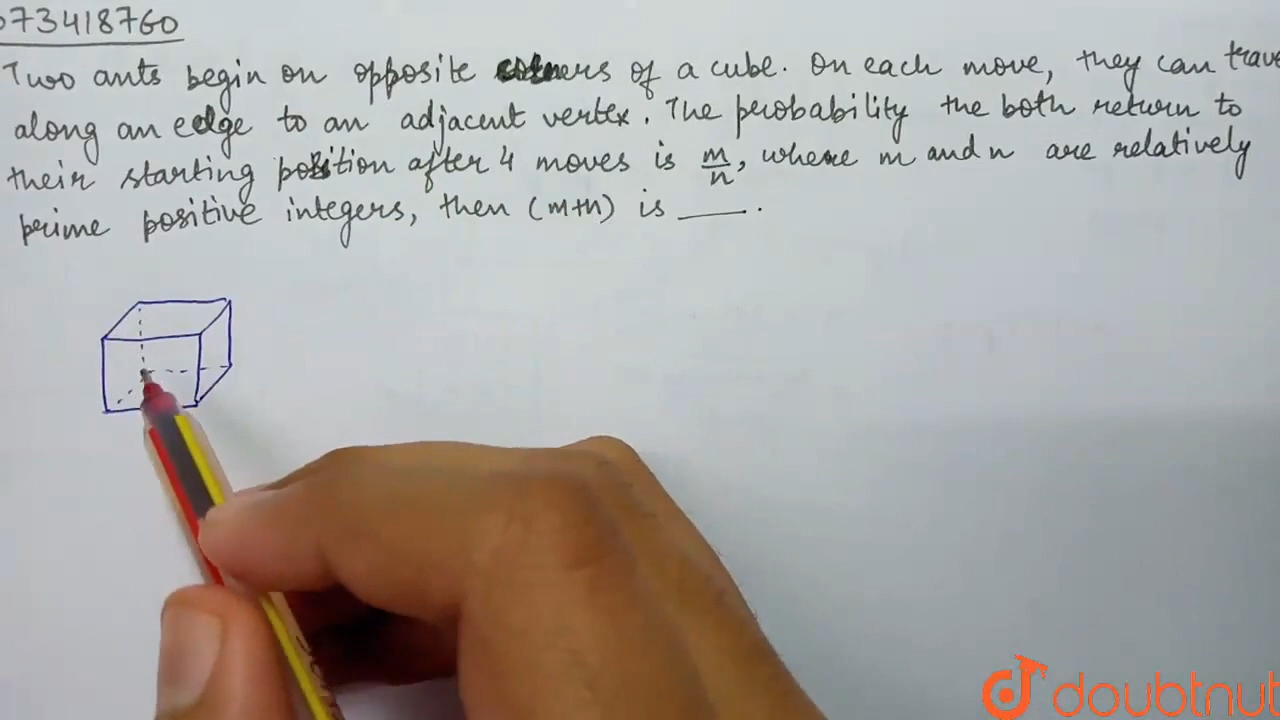 073418760
Two ants begin on opposite corners of a cube. On each move, they can trave
along an edge to an adjacent vertex. The probability the both return to
their starting position after 4 moves is m/n, where m and n are relatively
prime positive integers, then (m+n) is ___.
doubtnut